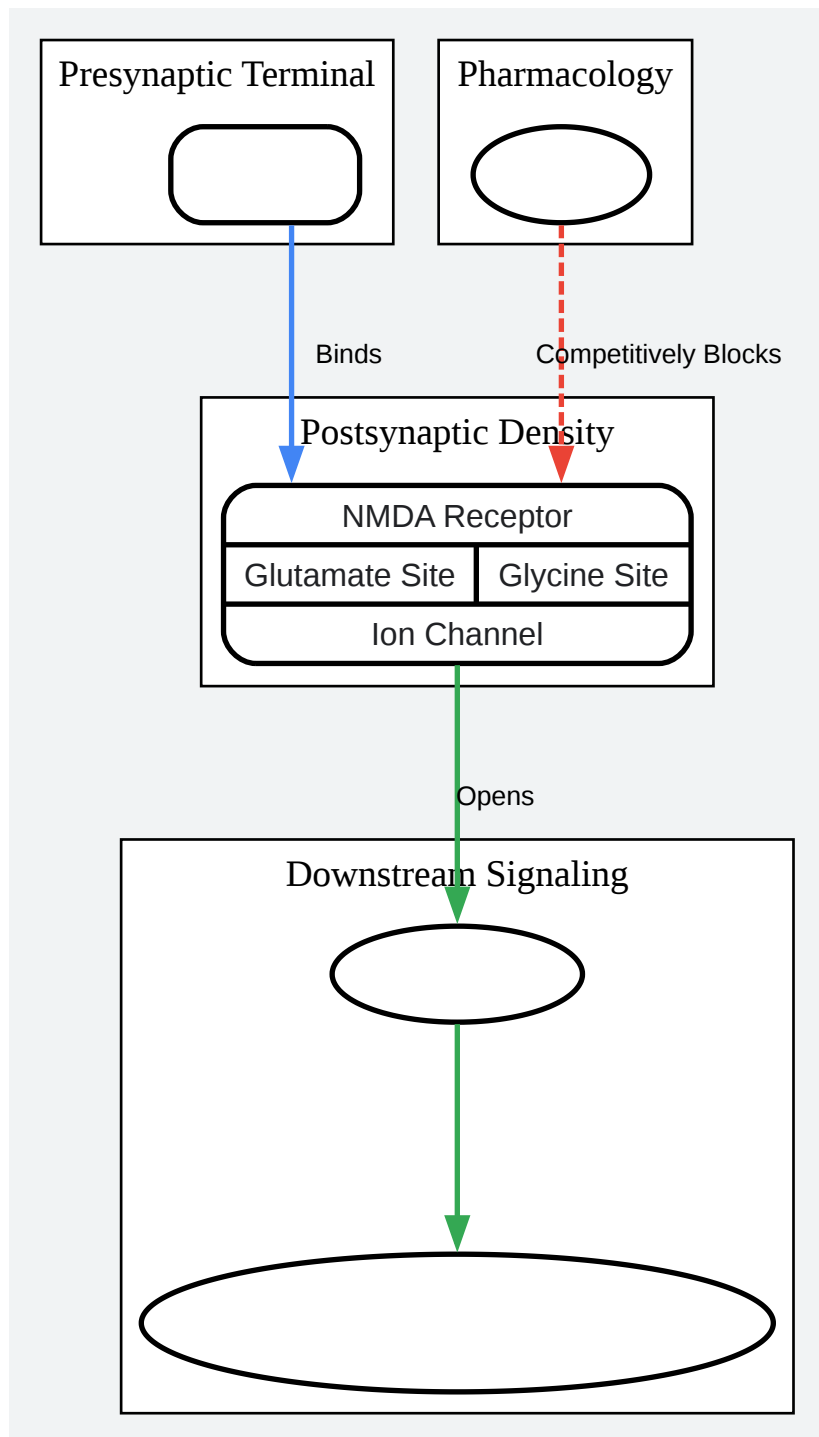 Presynaptic Terminal
Pharmacology
Binds
Competitively Blocks
Postsynaptic Density
NMDA Receptor
Glutamate Site
Glycine Site
Ion Channel
Opens
Downstream Signaling